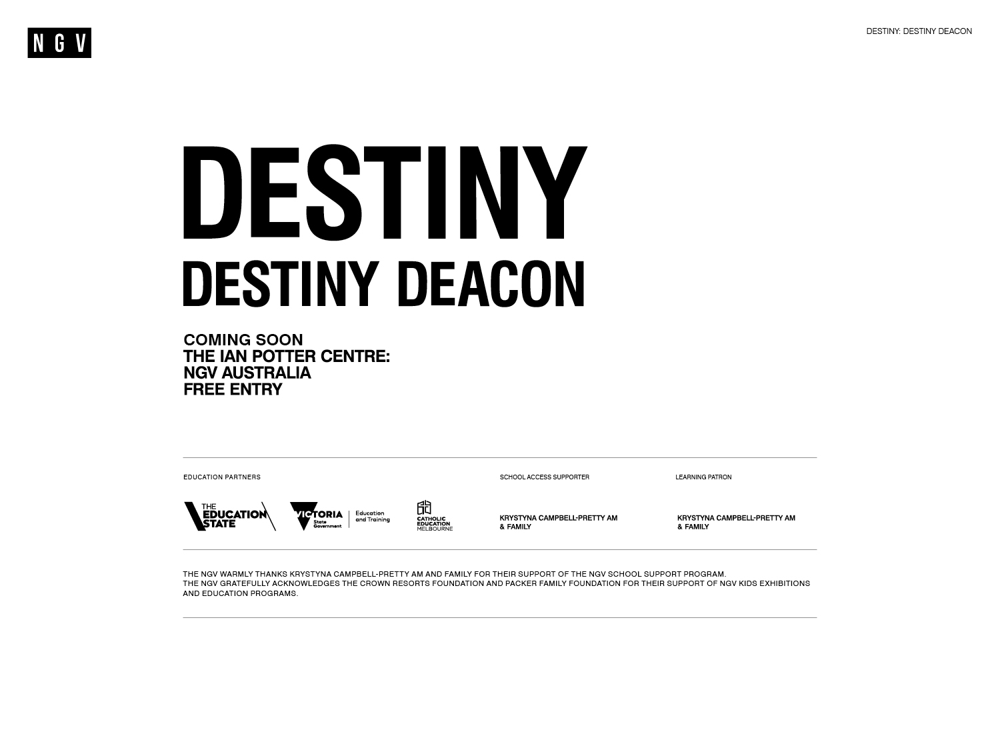 NGV
DESTINY: DESTINY DEACON
DESTINY
DESTINY DEACON
COMING SOON
THE IAN POTTER CENTRE:
NGV AUSTRALIA
FREE ENTRY
EDUCATION PARTNERS
SCHOOL ACCESS SUPPORTER
LEARNING PATRON
THE
EDUCATION
STATE
VICTORIA
State
Government
Education
and Training
CATHOLIC
EDUCATION
MELBOURNE
KRYSTYNA CAMPBELL-PRETTY AM
& FAMILY
KRYSTYNA CAMPBELL-PRETTY AM
& FAMILY
THE NGV WARMLY THANKS KRYSTYNA CAMPBELL-PRETTY AM AND FAMILY FOR THEIR SUPPORT OF THE NGV SCHOOL SUPPORT PROGRAM.
THE NGV GRATEFULLY ACKNOWLEDGES THE CROWN RESORTS FOUNDATION AND PACKER FAMILY FOUNDATION FOR THEIR SUPPORT OF NGV KIDS EXHIBITIONS
AND EDUCATION PROGRAMS.